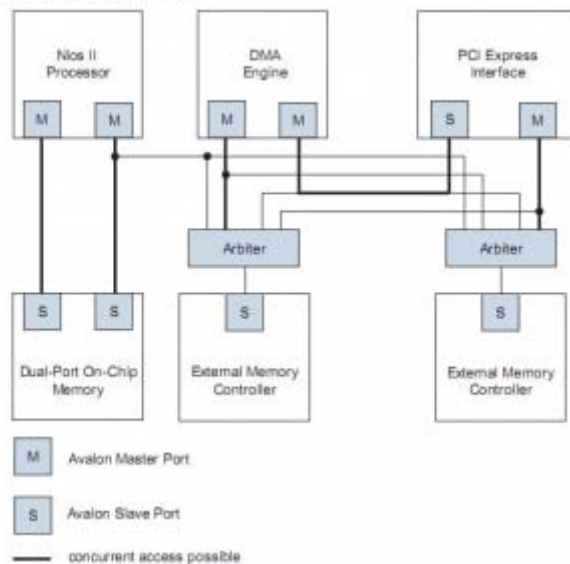 Nios II
Processor
DMA
Engine
PCI Express
Interface
M
M
M
M
S
M
Arbiter
Arbiter
S
S
S
S
Dual-Port On-Chip
Memory
External Memory
Controller
External Memory
Controller
M
Avalon Master Port
S
Avalon Slave Port
concurrent access possible